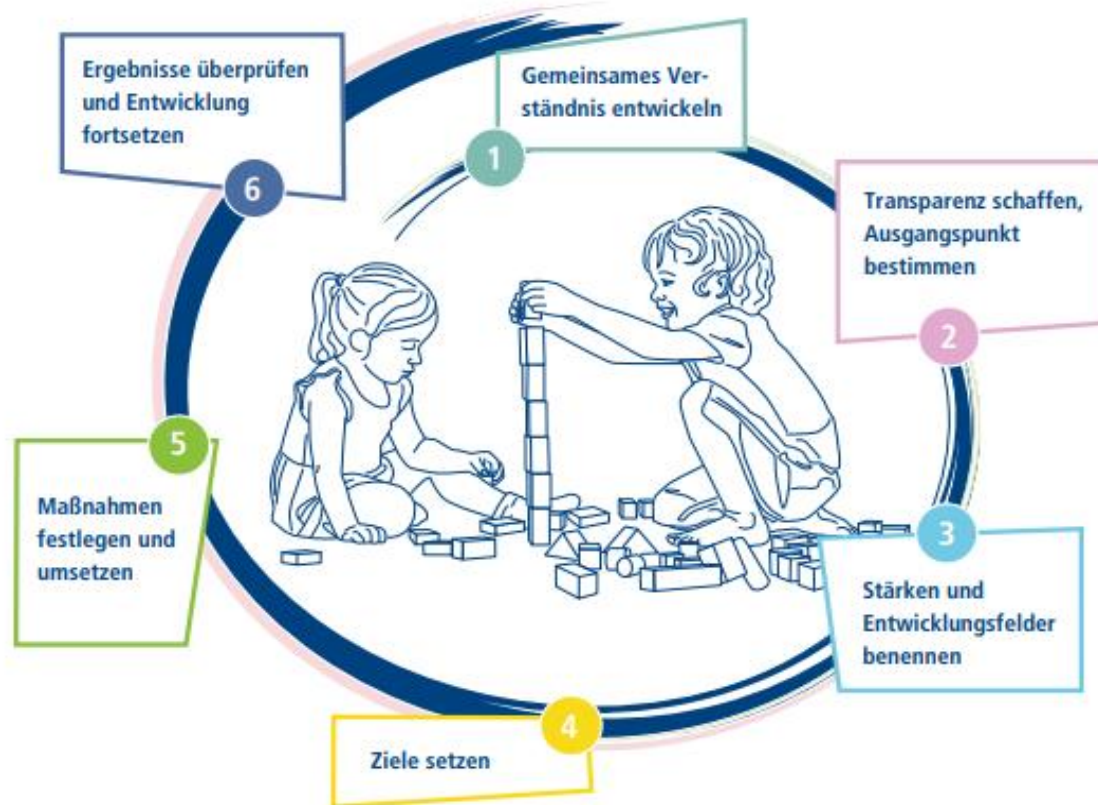 1
Gemeinsames Ver-
ständnis entwickeln
2
Transparenz schaffen,
Ausgangspunkt
bestimmen
3
Stärken und
Entwicklungsfelder
benennen
4
Ziele setzen
5
Maßnahmen
festlegen und
umsetzen
6
Ergebnisse überprüfen
und Entwicklung
fortsetzen